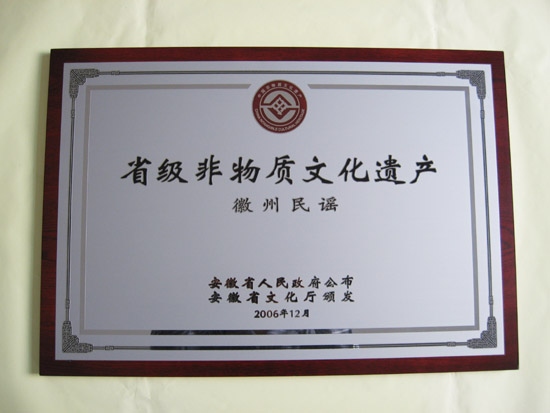 省级非物质文化遗产
徽州民谣
安徽省人民政府公布
安徽省文化厅颁发
2006年12月